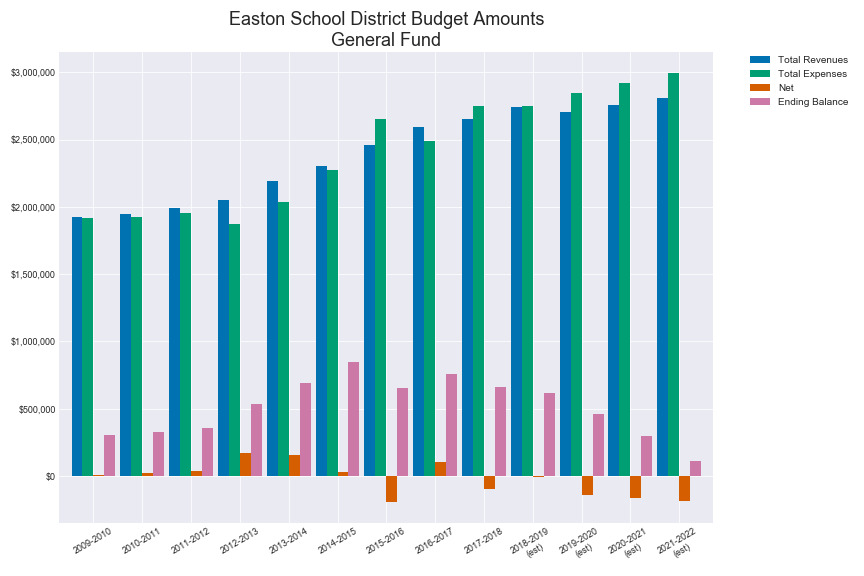 Easton School District Budget Amounts
General Fund
Total Revenues
Total Expenses
Net
Ending Balance
$3,000,000
$2,500,000
$2,000,000
$1,500,000
$1,000,000
$500,000
$0
2009-2010
2010-2011
2011-2012
2012-2013
2013-2014
2014-2015
2015-2016
2016-2017
2017-2018
2018-2019
(est)
2019-2020
(est)
2020-2021
(est)
2021-2022
(est)